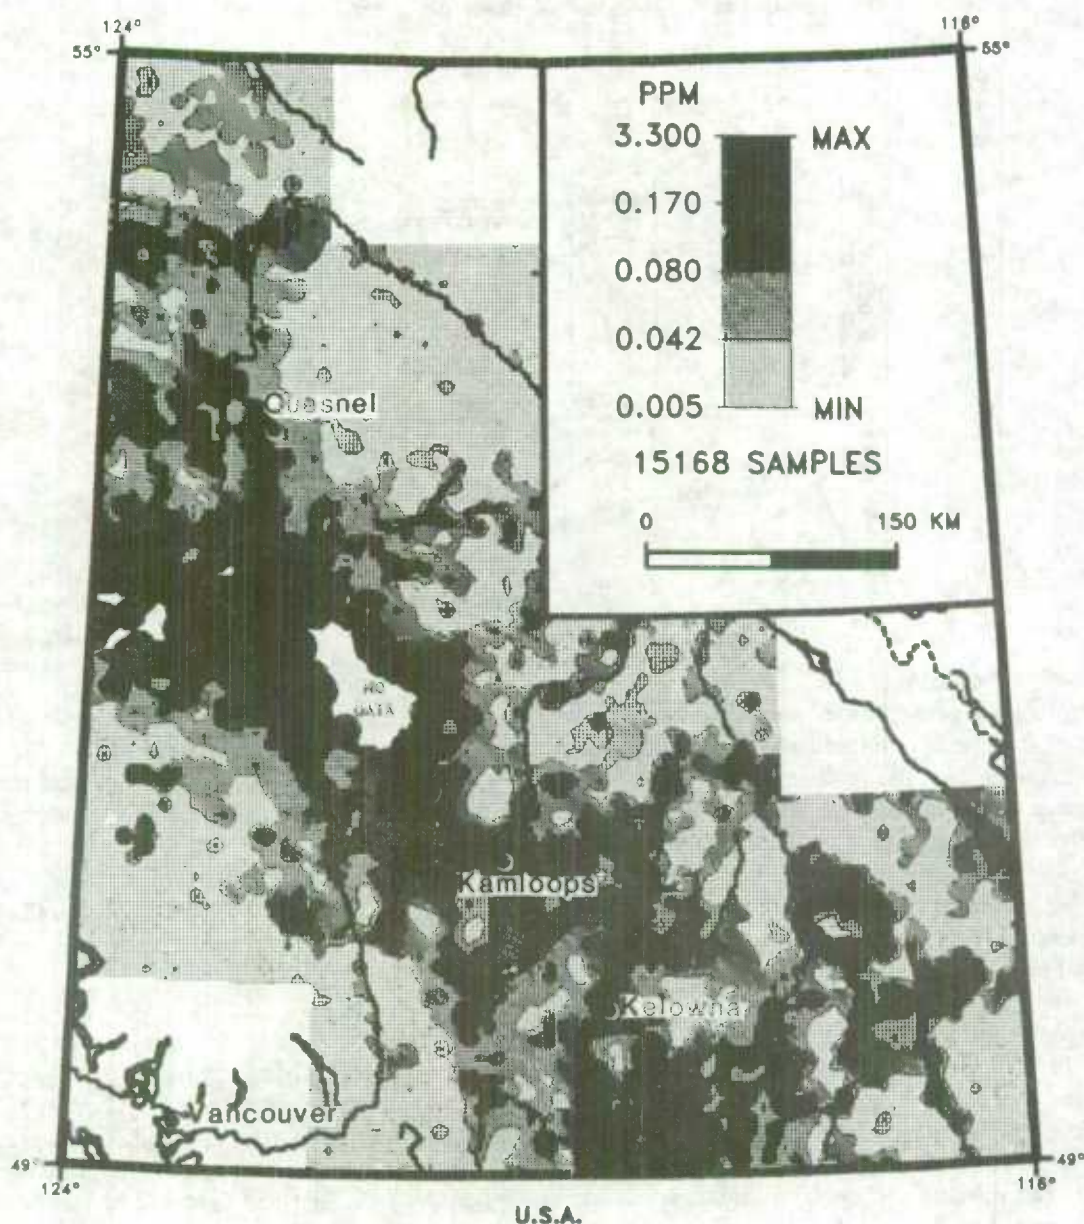 124°
116°
55°
55°
PPM
3.300
MAX
0.170
0.080
0.042
0.005
MIN
15168 SAMPLES
0
150 KM
Quesnel
NO
DATA
Kamloops
Kelowna
Vancouver
49°
49°
124°
116°
U.S.A.